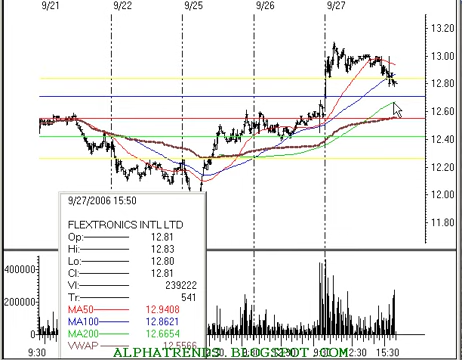 9/21 9/22 9/25 9/26 9/27
13.20
13.00
12.80
12.60
12.40
12.20
12.00
11.80
9/27/2006 15:50
FLEXTRONICS INTL LTD
Op: 12.81
Hi: 12.83
Lo: 12.80
Cl: 12.81
Vl: 239222
Tr: 541
MA50 12.9408
MA100 12.8621
MA200 12.6654
VWAP 12.5566
400000
200000
0
9:30 12:30 15:30
ALPHATRENDS.BLOGSPOT.COM